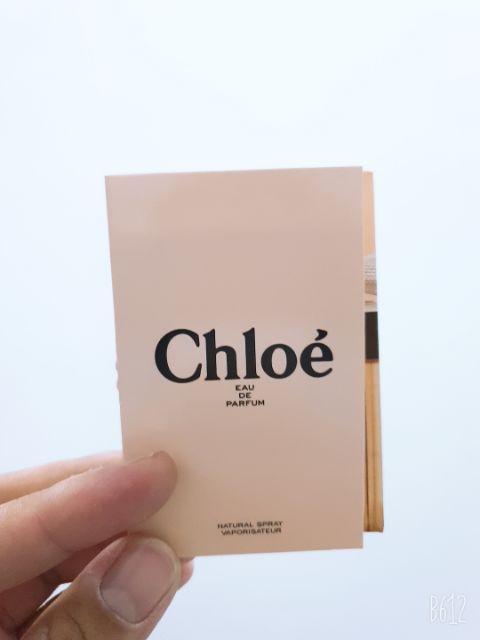 Chloé
EAU
DE
PARFUM
NATURAL SPRAY
VAPORISATEUR
B612